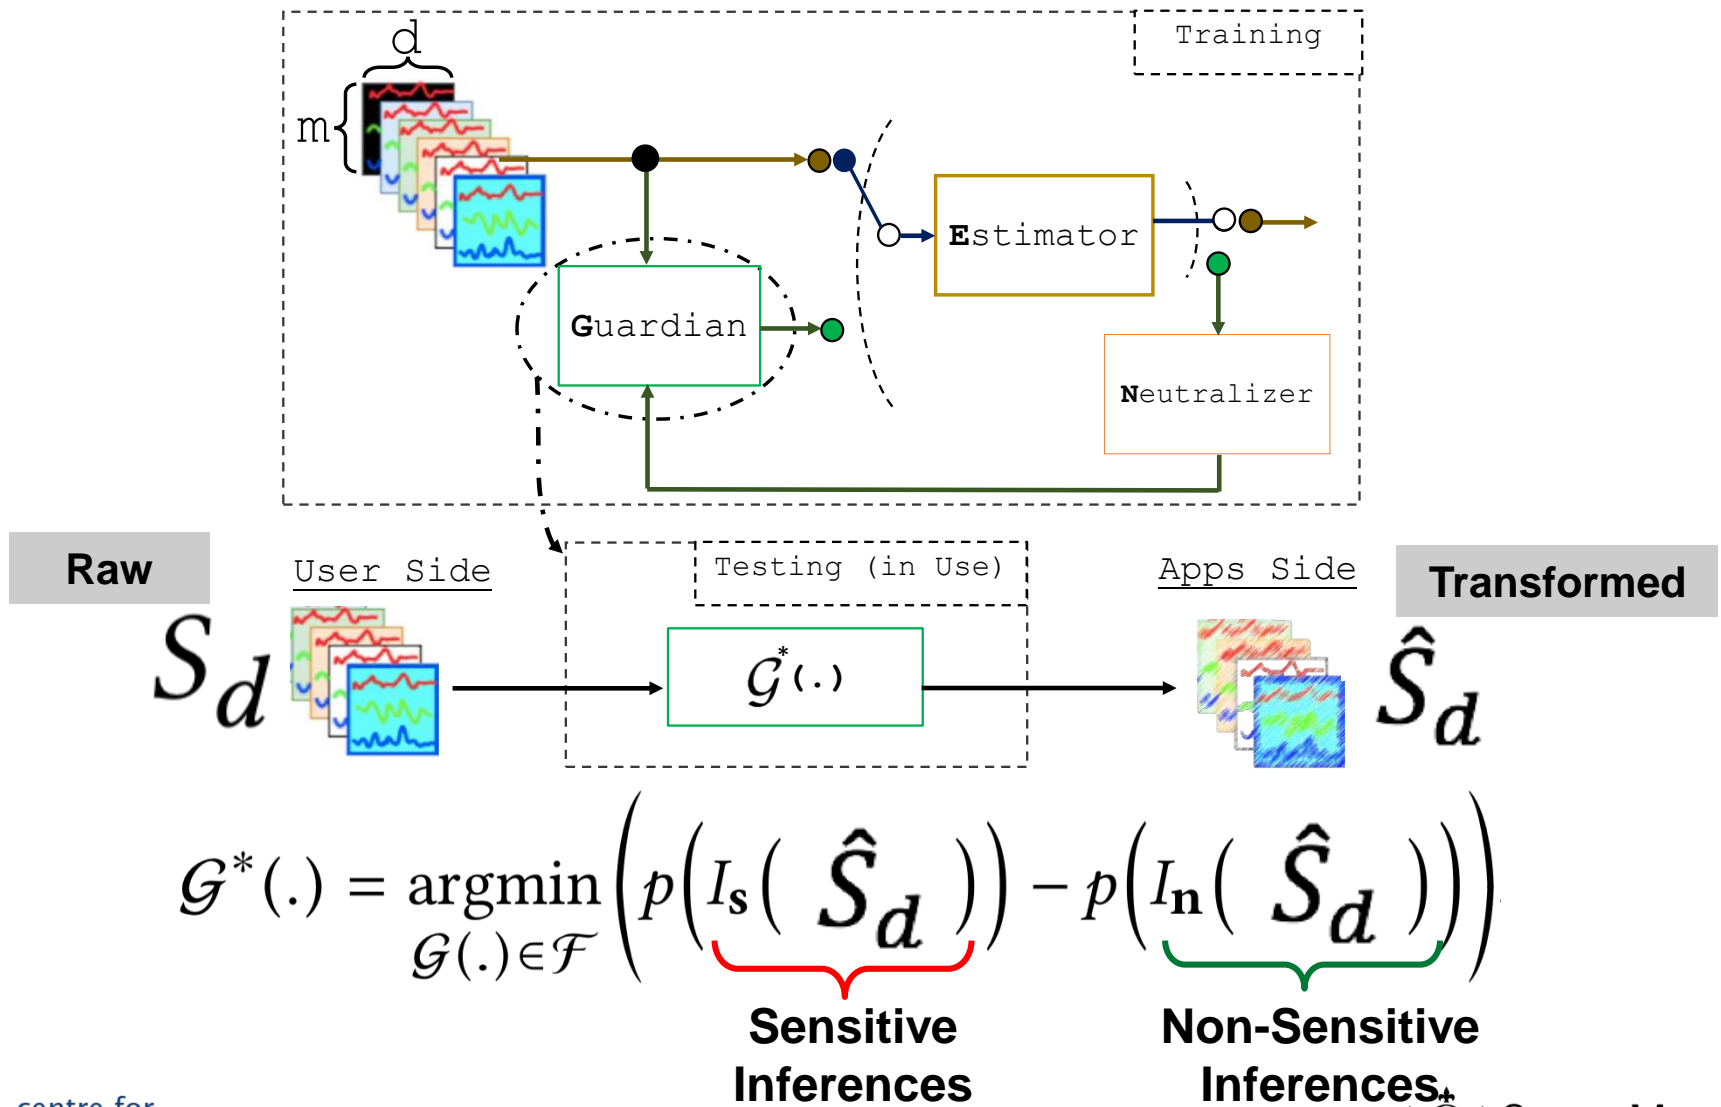 d
Training
m
Estimator
Guardian
Neutralizer
Raw
User Side
Testing (in Use)
Apps Side
Transformed
S_d
𝒢*(.)
Ŝ_d
𝒢*(.) = argmin ( p( I_s( Ŝ_d ) ) − p( I_n( Ŝ_d ) ) ).
𝒢(.)∈ℱ
Sensitive
Inferences
Non-Sensitive
Inferences